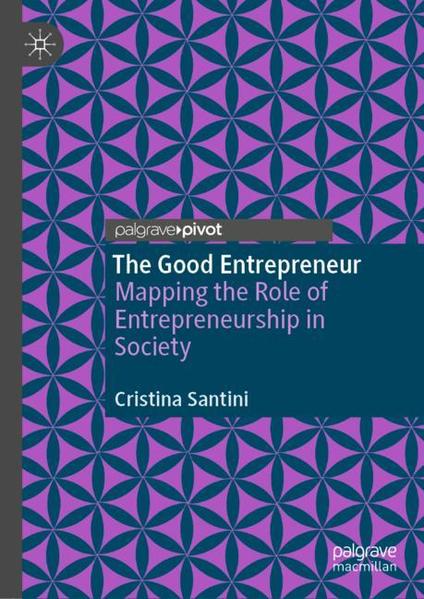 palgrave pivot
The Good Entrepreneur
Mapping the Role of
Entrepreneurship in
Society
Cristina Santini
palgrave
macmillan